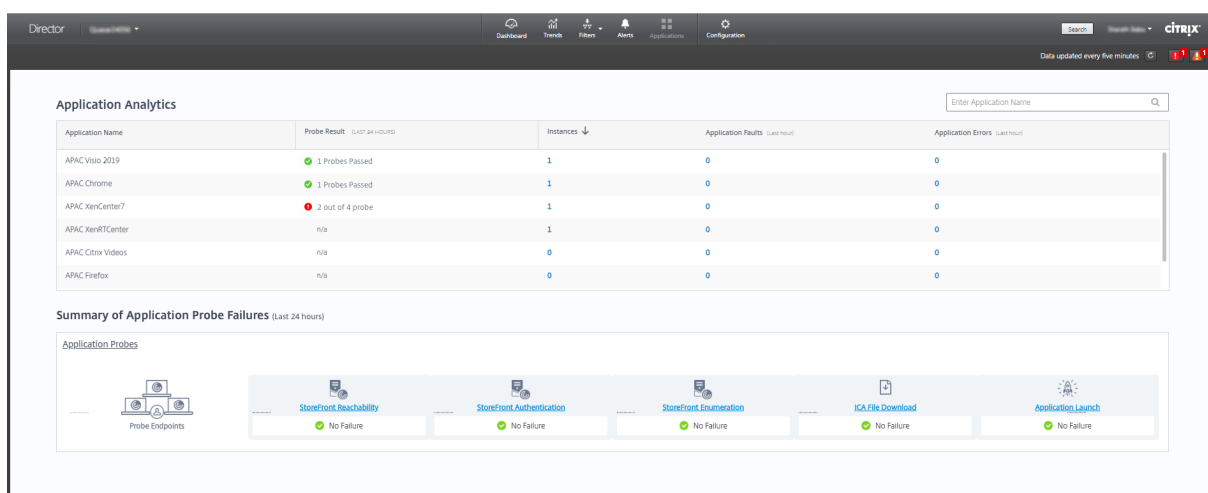 Director
Dashboard Trends Filters Alerts Applications Configuration
Search
CİTRIX
Data updated every five minutes
1 1
Application Analytics
Enter Application Name
Application Name Probe Result (LAST 24 HOURS) Instances Application Faults (Last hour) Application Errors (Last hour)
APAC Visio 2019 1 Probes Passed 1 0 0
APAC Chrome 1 Probes Passed 1 0 0
APAC XenCenter7 2 out of 4 probe 1 0 0
APAC XenRTCenter n/a 1 0 0
APAC Citrix Videos n/a 0 0 0
APAC Firefox n/a 0 0 0
Summary of Application Probe Failures (Last 24 hours)
Application Probes
Probe Endpoints
StoreFront Reachability
No Failure
StoreFront Authentication
No Failure
StoreFront Enumeration
No Failure
ICA File Download
No Failure
Application Launch
No Failure